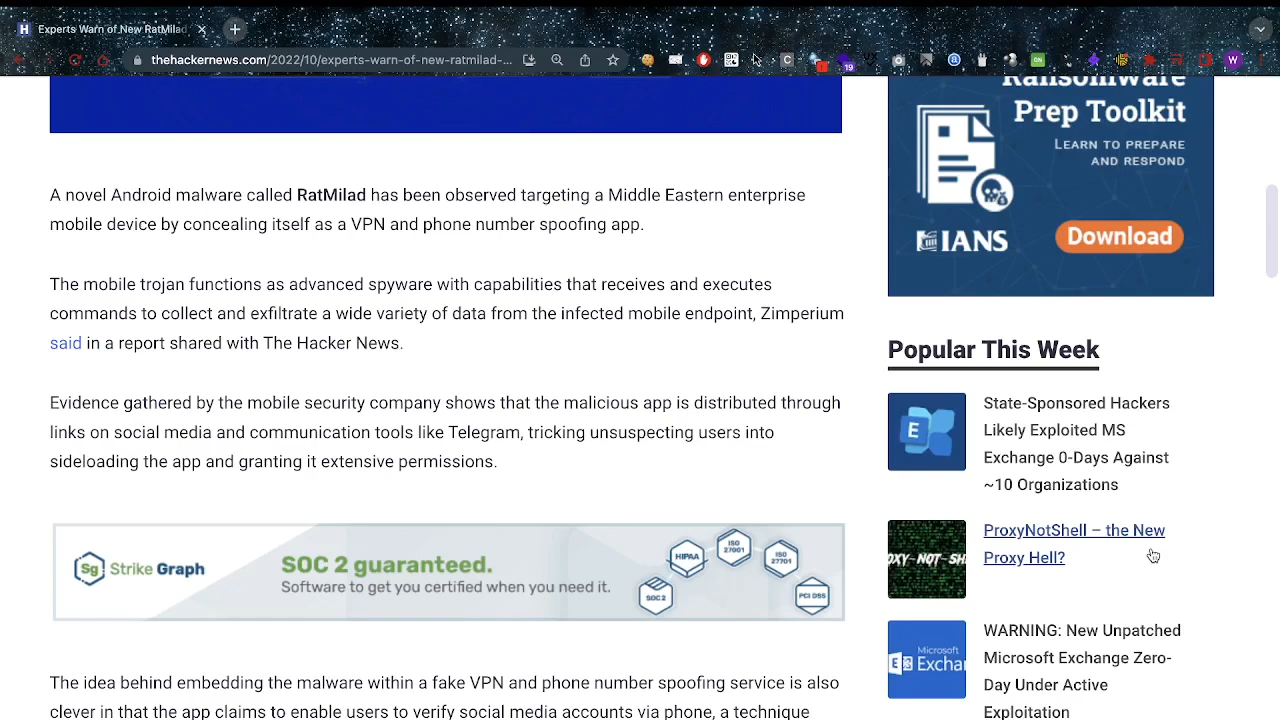 Experts Warn of New RatMilad
thehackernews.com/2022/10/experts-warn-of-new-ratmilad-...
ON
19
W
A novel Android malware called RatMilad has been observed targeting a Middle Eastern enterprise
mobile device by concealing itself as a VPN and phone number spoofing app.
The mobile trojan functions as advanced spyware with capabilities that receives and executes
commands to collect and exfiltrate a wide variety of data from the infected mobile endpoint, Zimperium
said in a report shared with The Hacker News.
Evidence gathered by the mobile security company shows that the malicious app is distributed through
links on social media and communication tools like Telegram, tricking unsuspecting users into
sideloading the app and granting it extensive permissions.
Sg Strike Graph
SOC 2 guaranteed.
Software to get you certified when you need it.
SOC 2
HIPAA
ISO
27001
ISO
27701
PCI DSS
The idea behind embedding the malware within a fake VPN and phone number spoofing service is also
clever in that the app claims to enable users to verify social media accounts via phone, a technique
Ransomware
Prep Toolkit
LEARN TO PREPARE
AND RESPOND
IANS
Download
Popular This Week
E
State-Sponsored Hackers
Likely Exploited MS
Exchange 0-Days Against
~10 Organizations
OXY-NOT-SH
ProxyNotShell – the New
Proxy Hell?
Microsoft
Exchan
WARNING: New Unpatched
Microsoft Exchange Zero-
Day Under Active
Exploitation